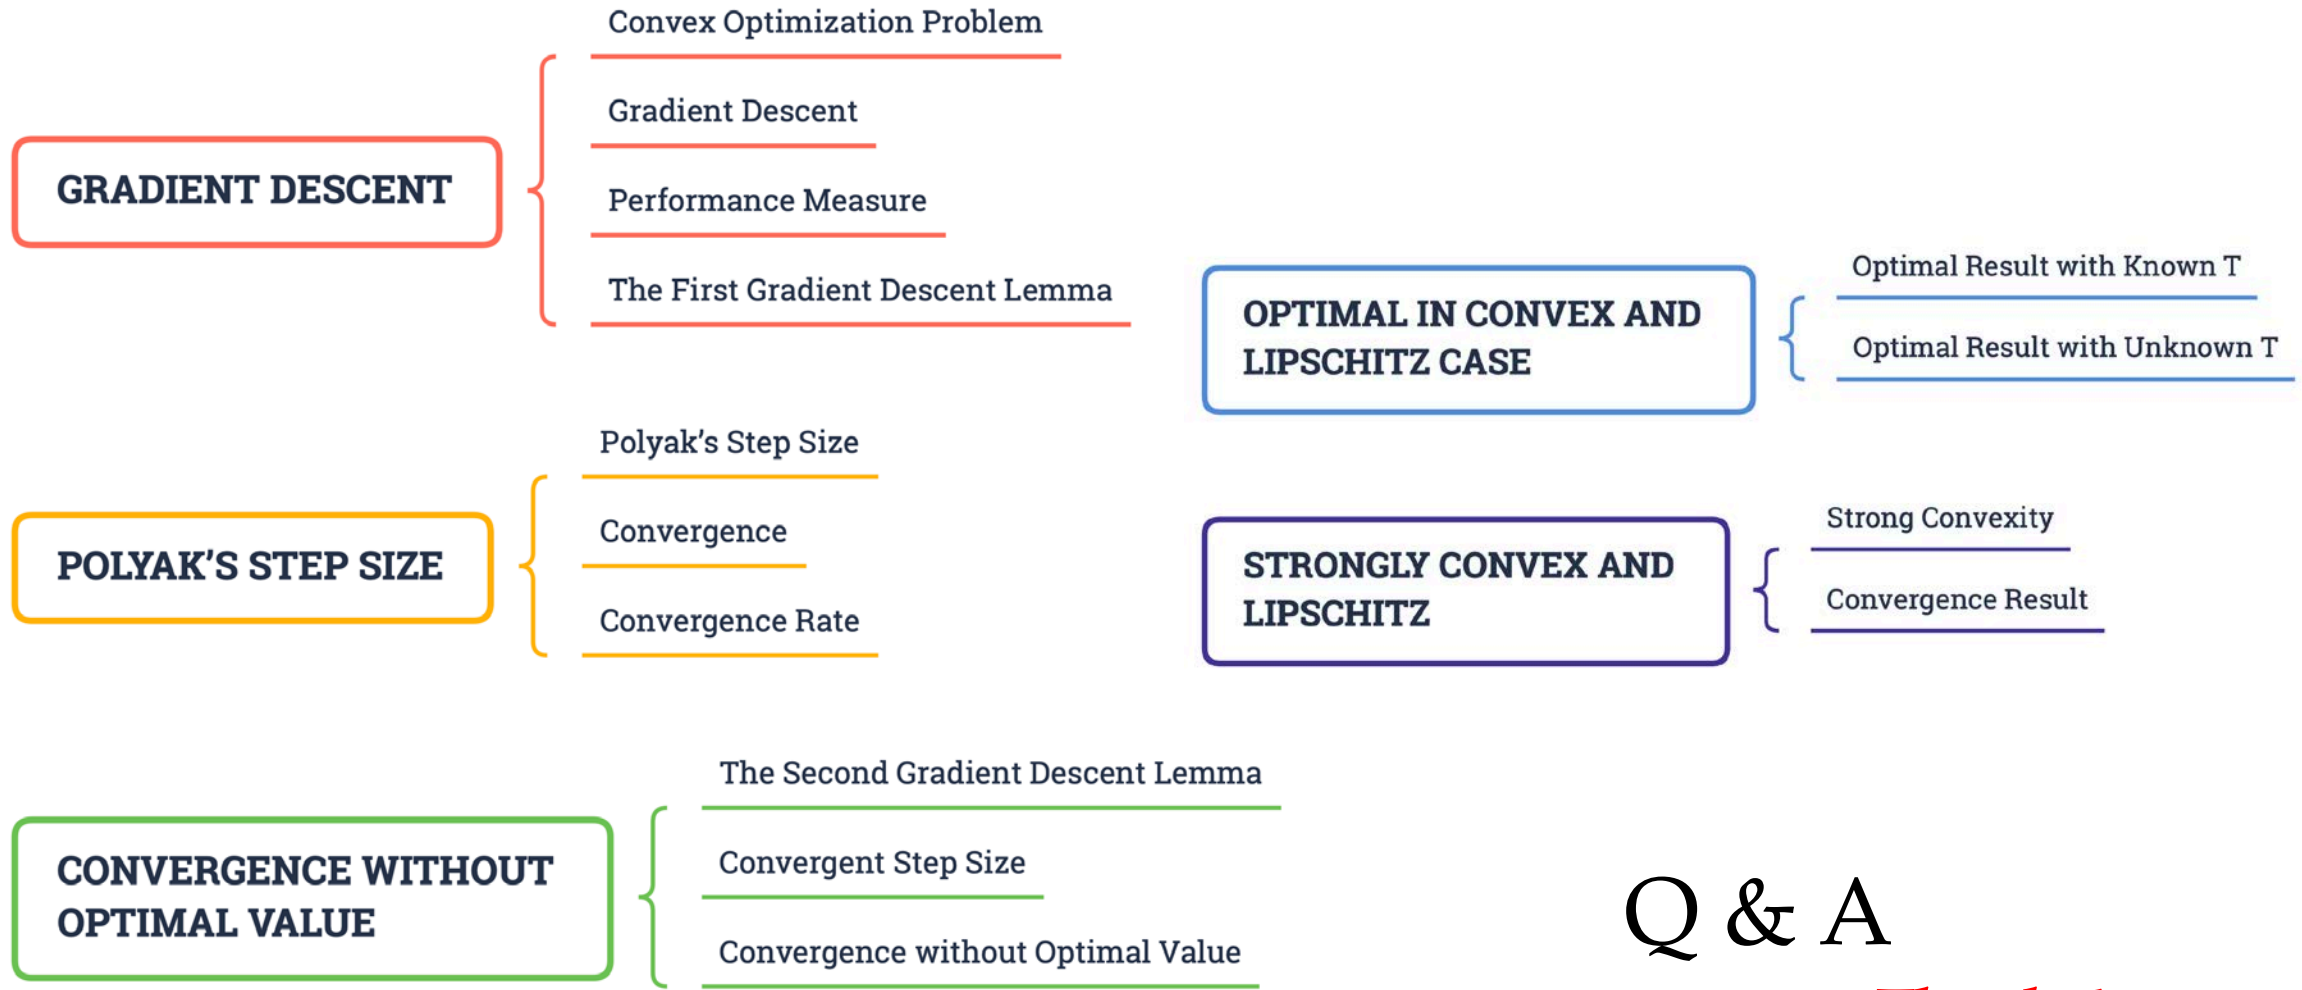 Convex Optimization Problem
Gradient Descent
GRADIENT DESCENT
Performance Measure
The First Gradient Descent Lemma
Polyak’s Step Size
POLYAK’S STEP SIZE
Convergence
Convergence Rate
The Second Gradient Descent Lemma
CONVERGENCE WITHOUT
OPTIMAL VALUE
Convergent Step Size
Convergence without Optimal Value
OPTIMAL IN CONVEX AND
LIPSCHITZ CASE
Optimal Result with Known T
Optimal Result with Unknown T
STRONGLY CONVEX AND
LIPSCHITZ
Strong Convexity
Convergence Result
Q & A